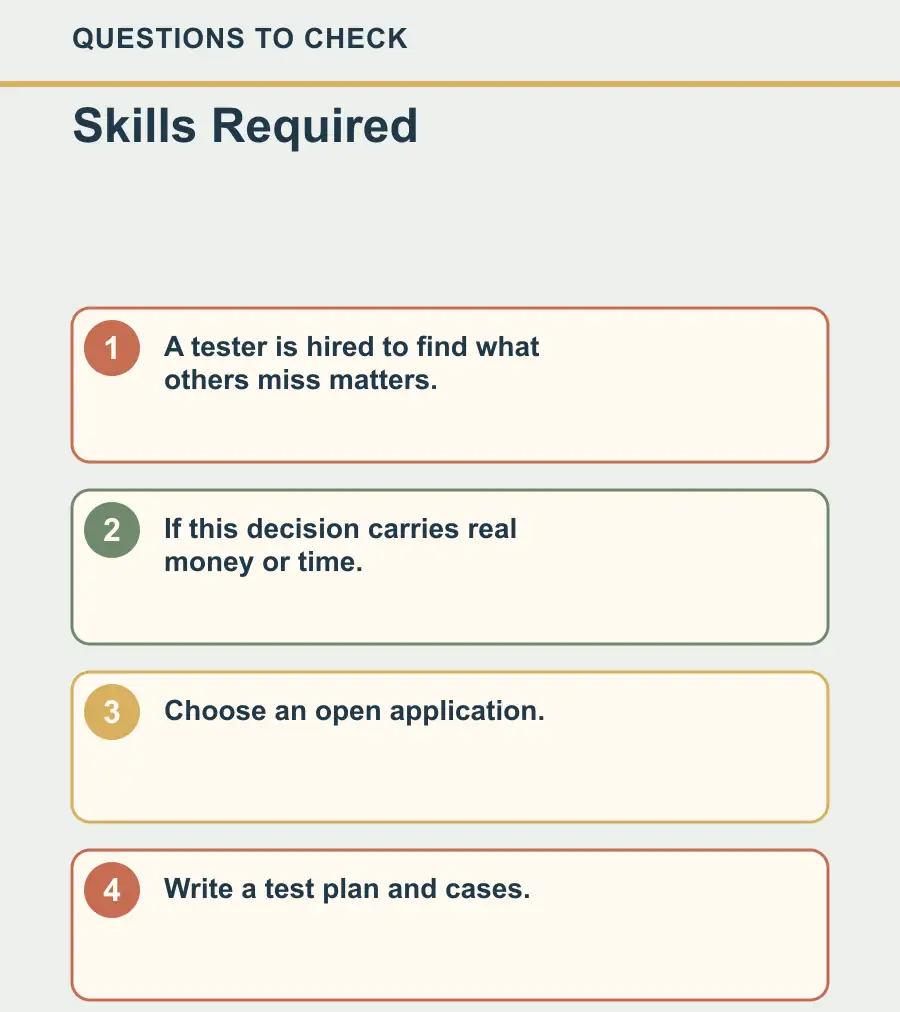 QUESTIONS TO CHECK
Skills Required
1
A tester is hired to find what
others miss matters.
2
If this decision carries real
money or time.
3
Choose an open application.
4
Write a test plan and cases.